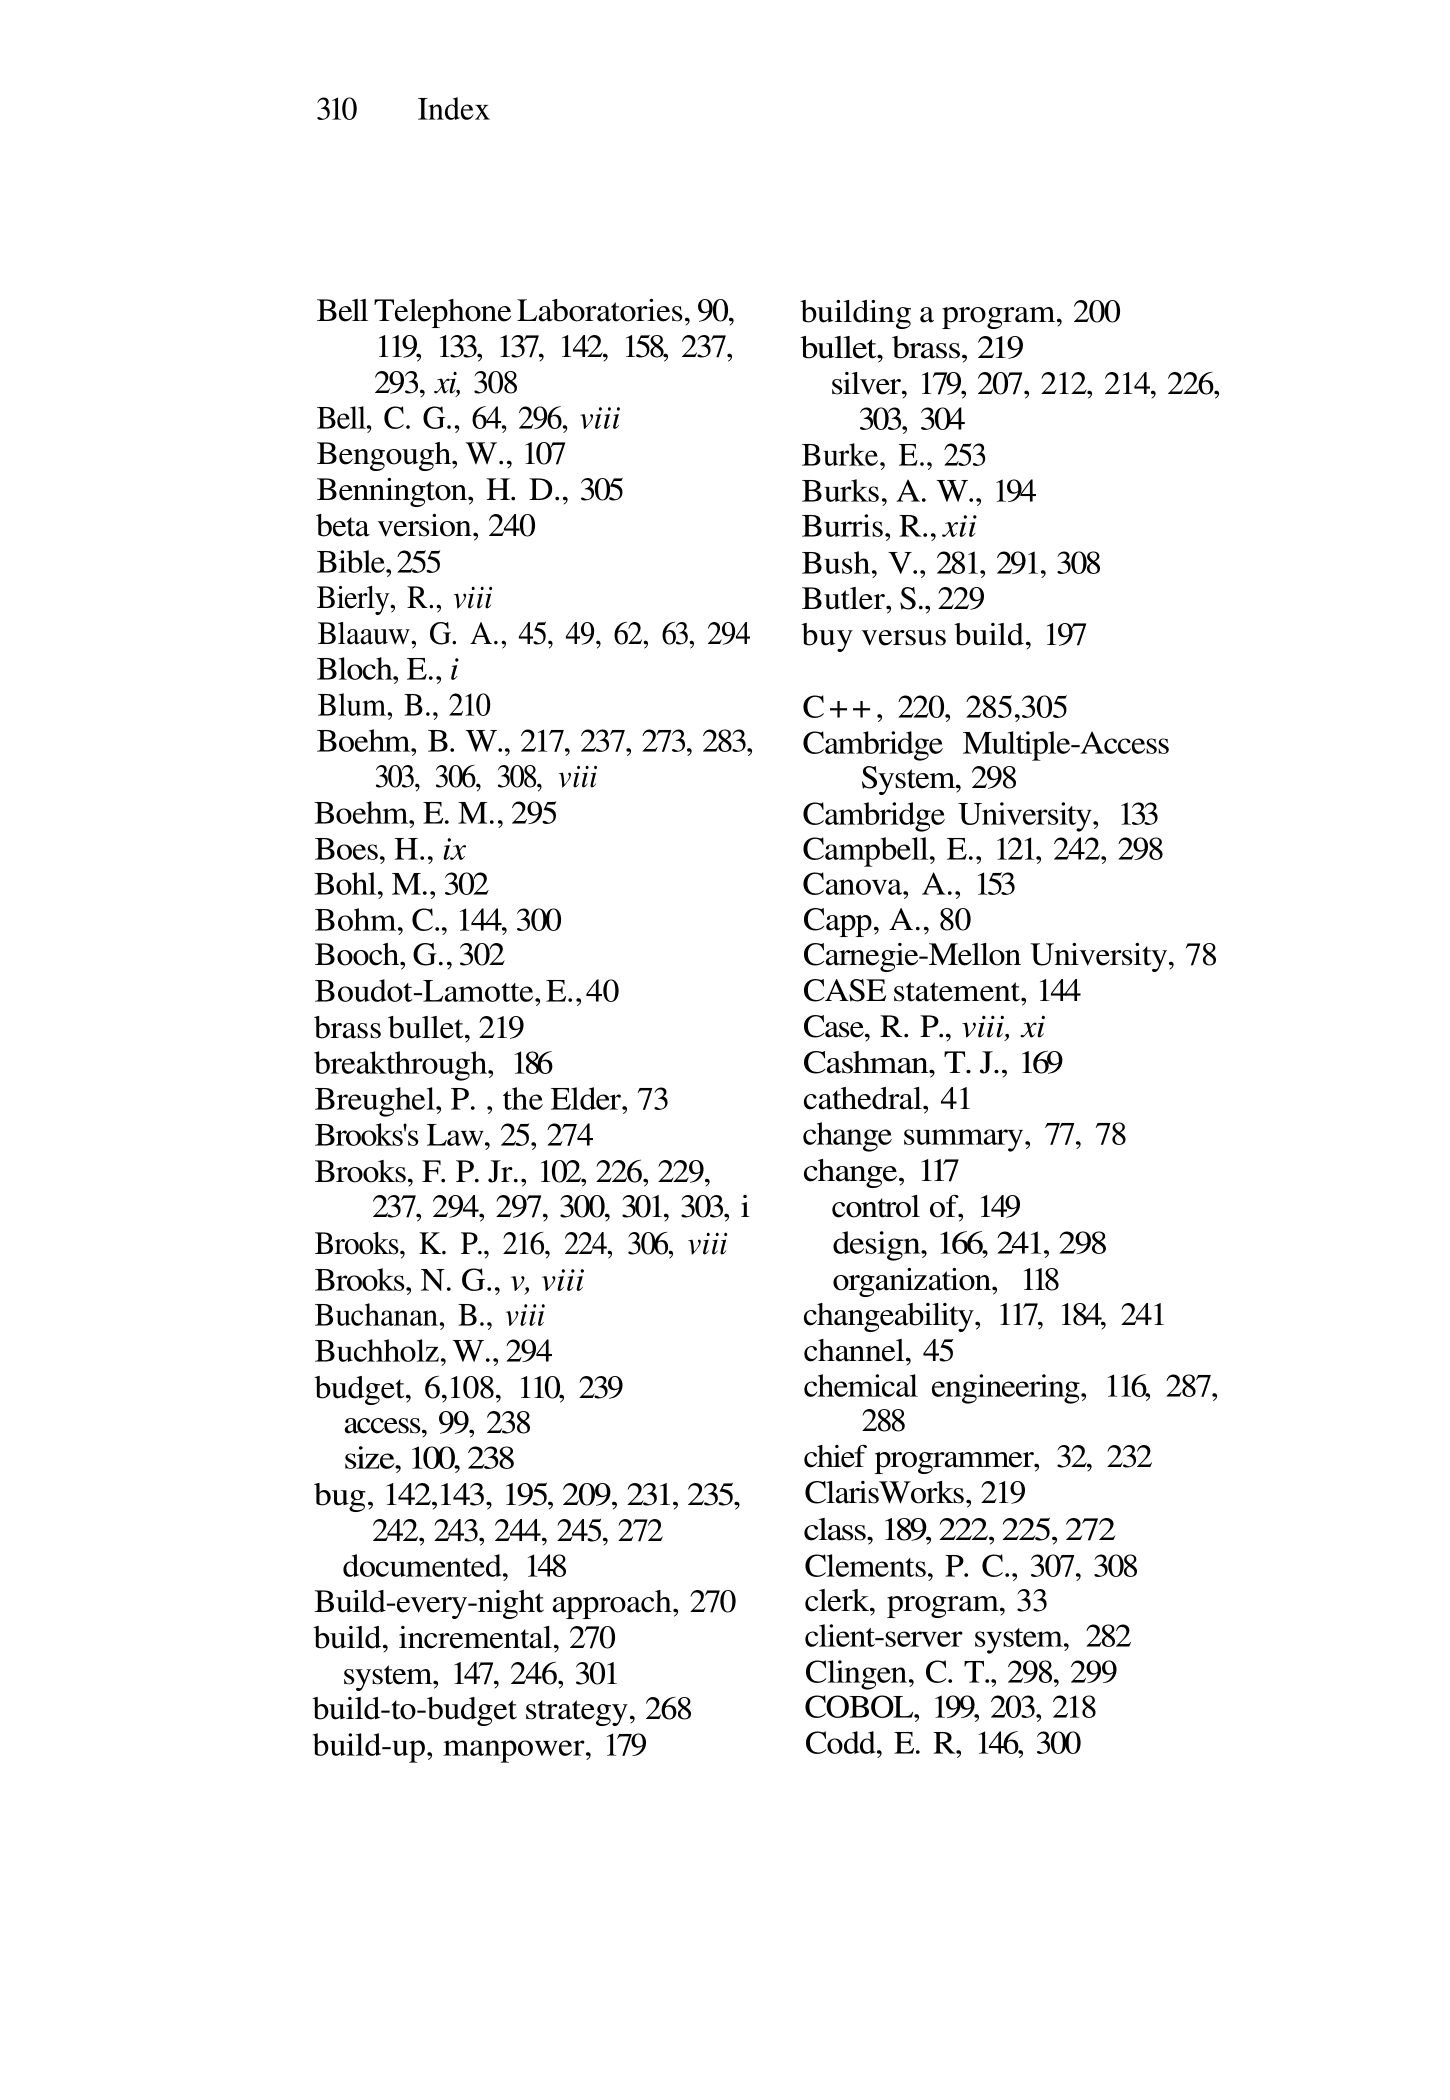 310 Index
Bell Telephone Laboratories, 90,
119, 133, 137, 142, 158, 237,
293, xi, 308
Bell, C. G., 64, 296, viii
Bengough, W., 107
Bennington, H. D., 305
beta version, 240
Bible, 255
Bierly, R., viii
Blaauw, G. A., 45, 49, 62, 63, 294
Bloch, E., i
Blum, B., 210
Boehm, B. W., 217, 237, 273, 283,
303, 306, 308, viii
Boehm, E. M., 295
Boes, H., ix
Bohl, M., 302
Bohm, C., 144, 300
Booch, G., 302
Boudot-Lamotte, E., 40
brass bullet, 219
breakthrough, 186
Breughel, P. , the Elder, 73
Brooks's Law, 25, 274
Brooks, F. P. Jr., 102, 226, 229,
237, 294, 297, 300, 301, 303, i
Brooks, K. P., 216, 224, 306, viii
Brooks, N. G., v, viii
Buchanan, B., viii
Buchholz, W., 294
budget, 6,108, 110, 239
access, 99, 238
size, 100, 238
bug, 142,143, 195, 209, 231, 235,
242, 243, 244, 245, 272
documented, 148
Build-every-night approach, 270
build, incremental, 270
system, 147, 246, 301
build-to-budget strategy, 268
build-up, manpower, 179
building a program, 200
bullet, brass, 219
silver, 179, 207, 212, 214, 226,
303, 304
Burke, E., 253
Burks, A. W., 194
Burris, R., xii
Bush, V., 281, 291, 308
Butler, S., 229
buy versus build, 197
C++, 220, 285,305
Cambridge Multiple-Access
System, 298
Cambridge University, 133
Campbell, E., 121, 242, 298
Canova, A., 153
Capp, A., 80
Carnegie-Mellon University, 78
CASE statement, 144
Case, R. P., viii, xi
Cashman, T. J., 169
cathedral, 41
change summary, 77, 78
change, 117
control of, 149
design, 166, 241, 298
organization, 118
changeability, 117, 184, 241
channel, 45
chemical engineering, 116, 287,
288
chief programmer, 32, 232
ClarisWorks, 219
class, 189, 222, 225, 272
Clements, P. C., 307, 308
clerk, program, 33
client-server system, 282
Clingen, C. T., 298, 299
COBOL, 199, 203, 218
Codd, E. R, 146, 300